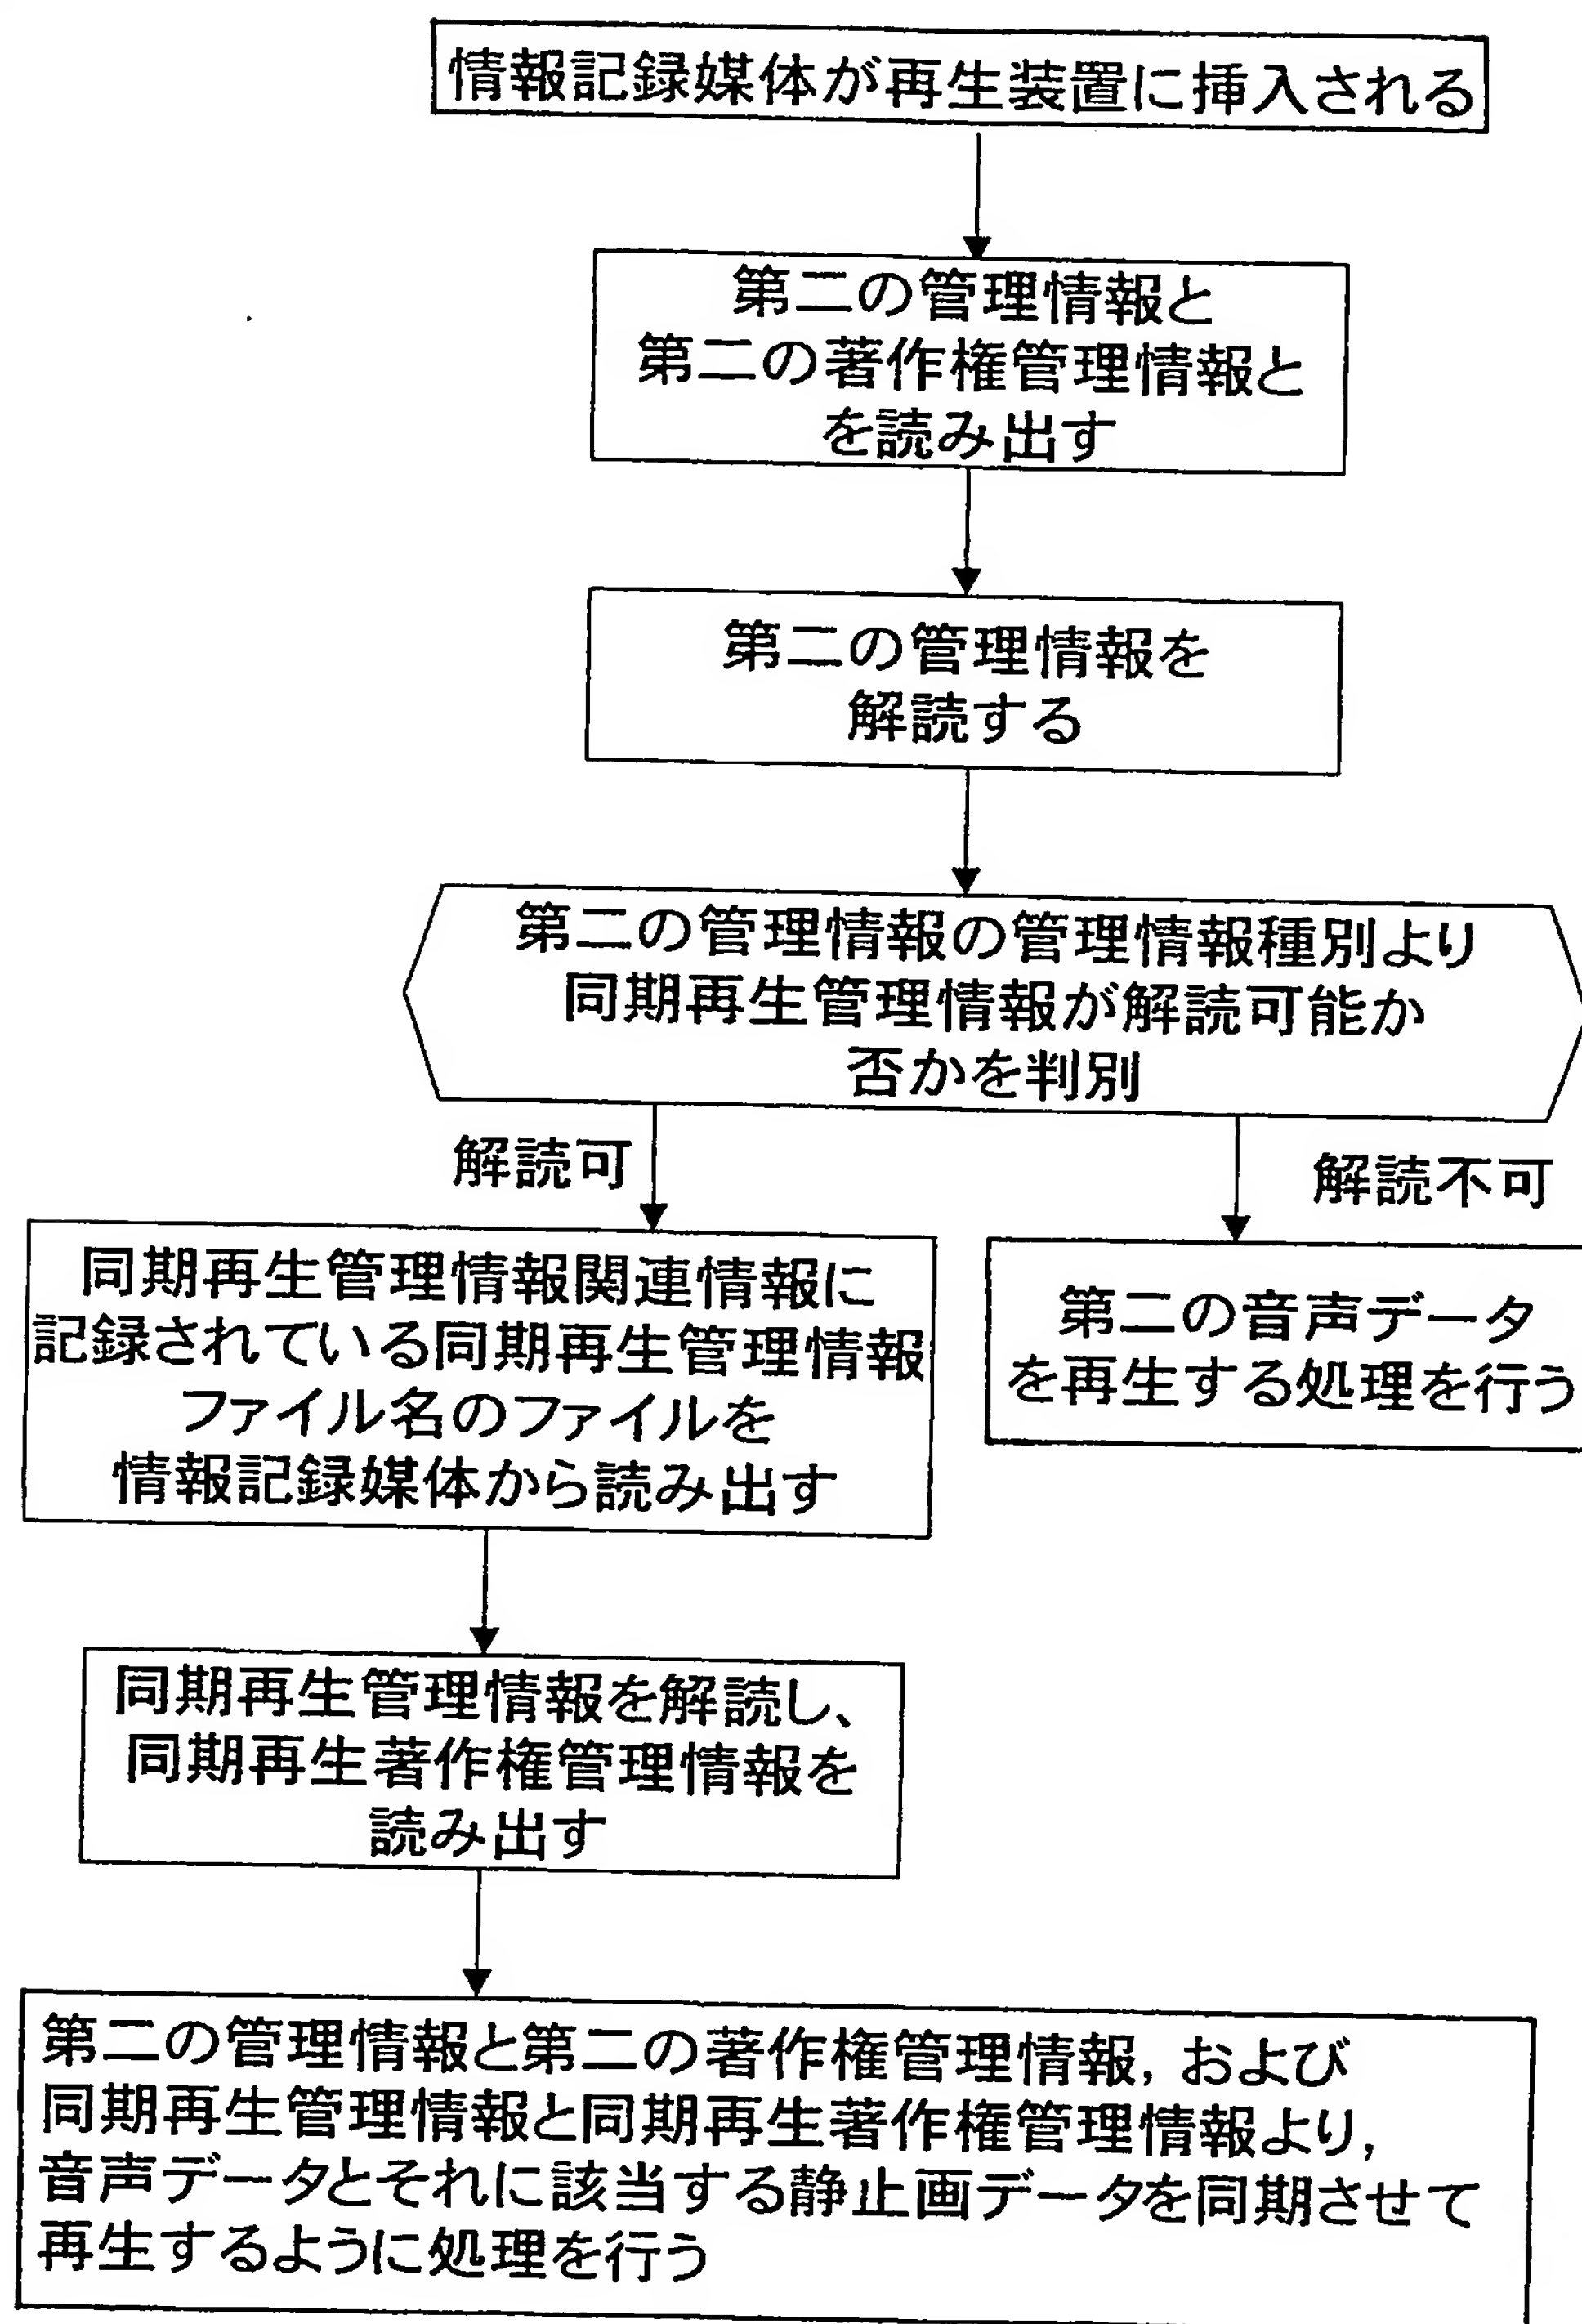 情報記録媒体が再生装置に挿入される
第二の管理情報と
第二の著作権管理情報と
を読み出す
第二の管理情報を
解読する
第二の管理情報の管理情報種別より
同期再生管理情報が解読可能か
否かを判別
解読可
解読不可
同期再生管理情報関連情報に
記録されている同期再生管理情報
ファイル名のファイルを
情報記録媒体から読み出す
第二の音声データ
を再生する処理を行う
同期再生管理情報を解読し、
同期再生著作権管理情報を
読み出す
第二の管理情報と第二の著作権管理情報, および
同期再生管理情報と同期再生著作権管理情報より,
音声データとそれに該当する静止画データを同期させて
再生するように処理を行う